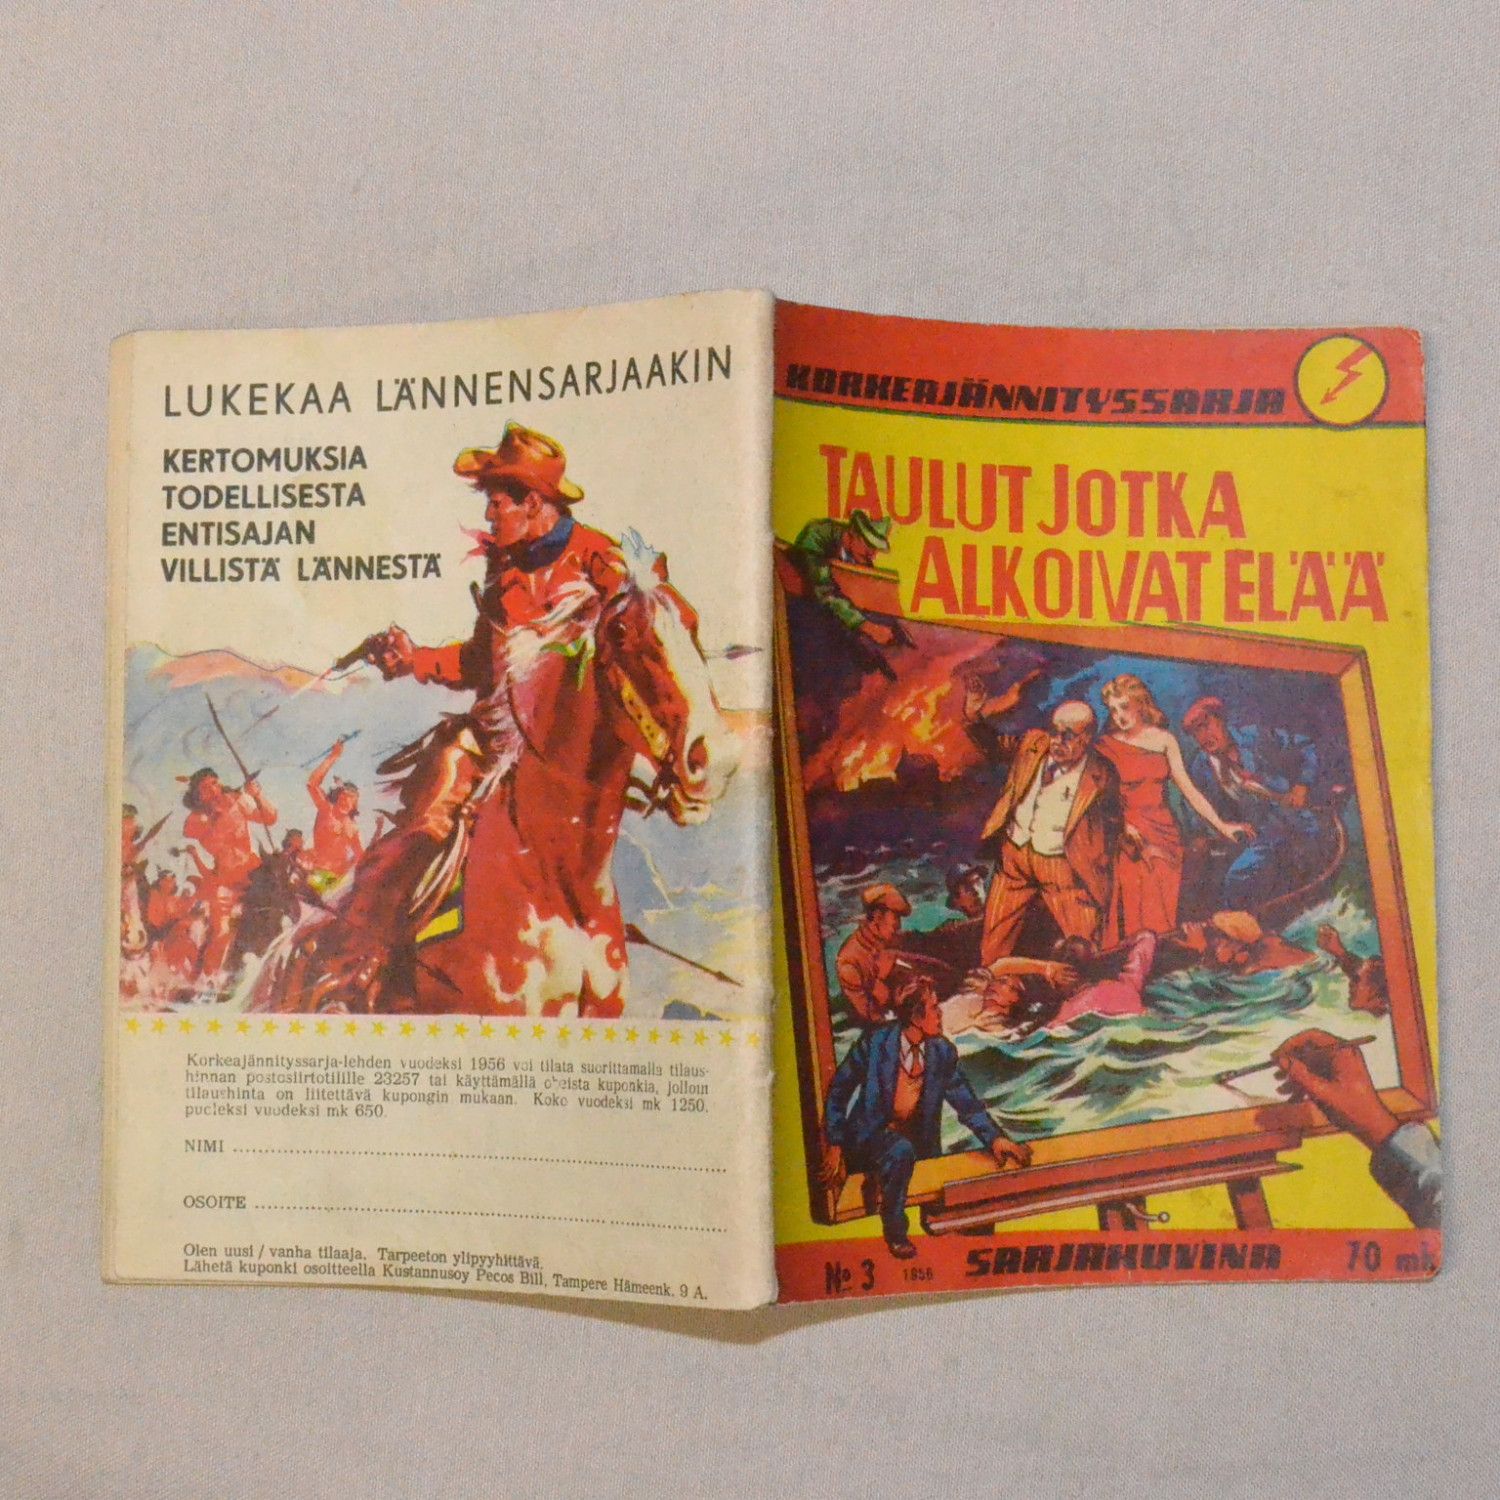 LUKEKAA LÄNNENSARJAAKIN
KERTOMUKSIA
TODELLISESTA
ENTISAJAN
VILLISTÄ LÄNNESTÄ
Korkeajännityssarja-lehden vuodeksi 1956 voi tilata suorittamalla tilaus-
hinnan postosiirtotilille 23257 tai käyttämällä oheista kuponkia, jolloin
tilaushinta on liitettävä kupongin mukaan. Koko vuodeksi mk 1250,
puoleksi vuodeksi mk 650.
NIMI
OSOITE
Olen uusi / vanha tilaaja. Tarpeeton ylipyyhittävä.
Lähetä kuponki osoitteella Kustannusoy Pecos Bill, Tampere Hämeenk. 9 A.
KORKEAJÄNNITYSSARJA
TAULUT JOTKA
ALKOIVAT ELÄÄ
No 3 1956 SARJAKUVINA 70 mk